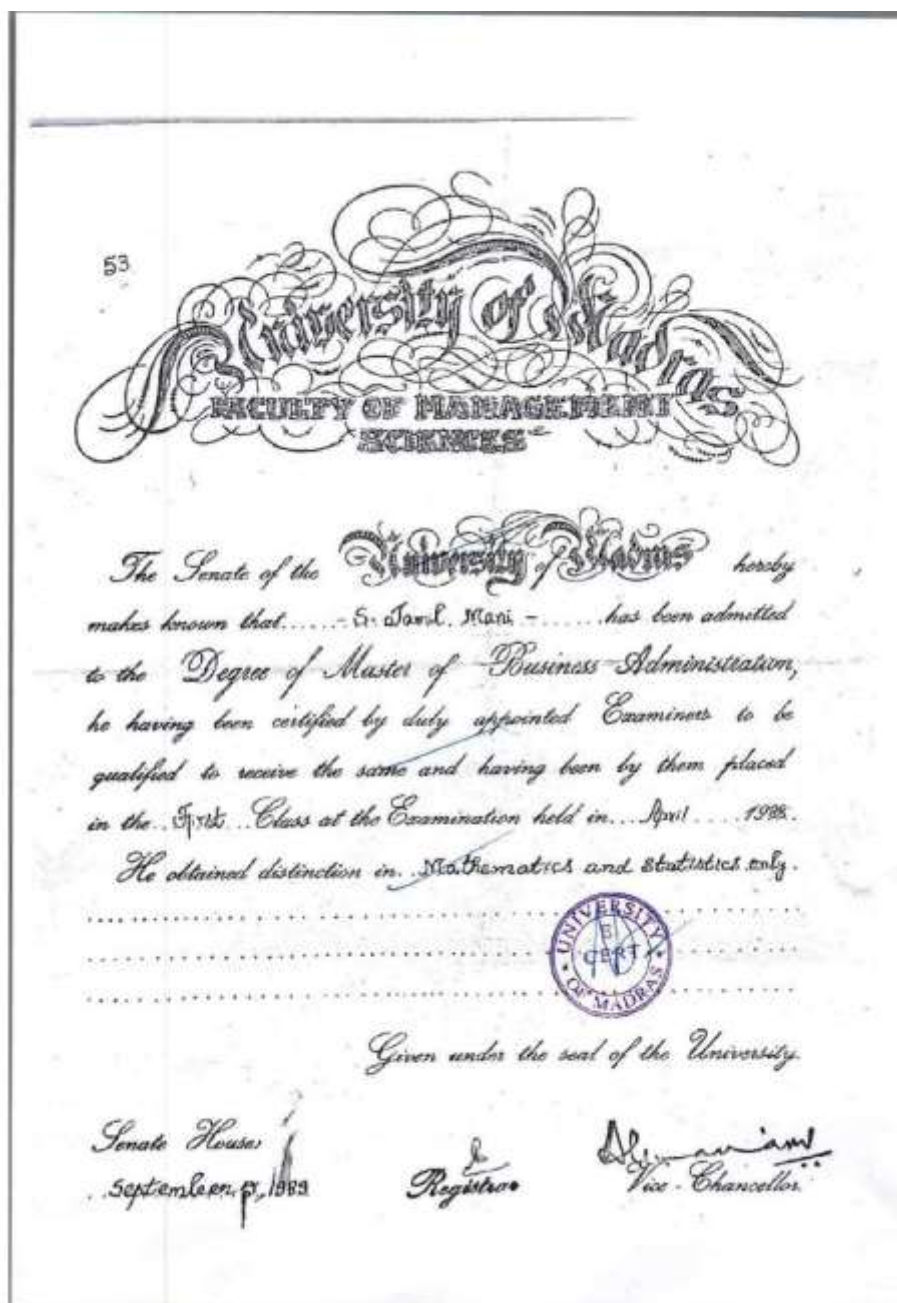 53
University of Madras
FACULTY OF MANAGEMENT
SCIENCES
The Senate of the University of Madras hereby
makes known that ...... - S. Tamil. Mani - ...... has been admitted
to the Degree of Master of Business Administration,
he having been certified by duly appointed Examiners to be
qualified to receive the same and having been by them placed
in the First Class at the Examination held in April 1988.
He obtained distinction in Mathematics and Statistics only.
UNIVERSITY
CERT
OF MADRAS
Given under the seal of the University.
Senate House
September 1989
Registrar
Vice-Chancellor.